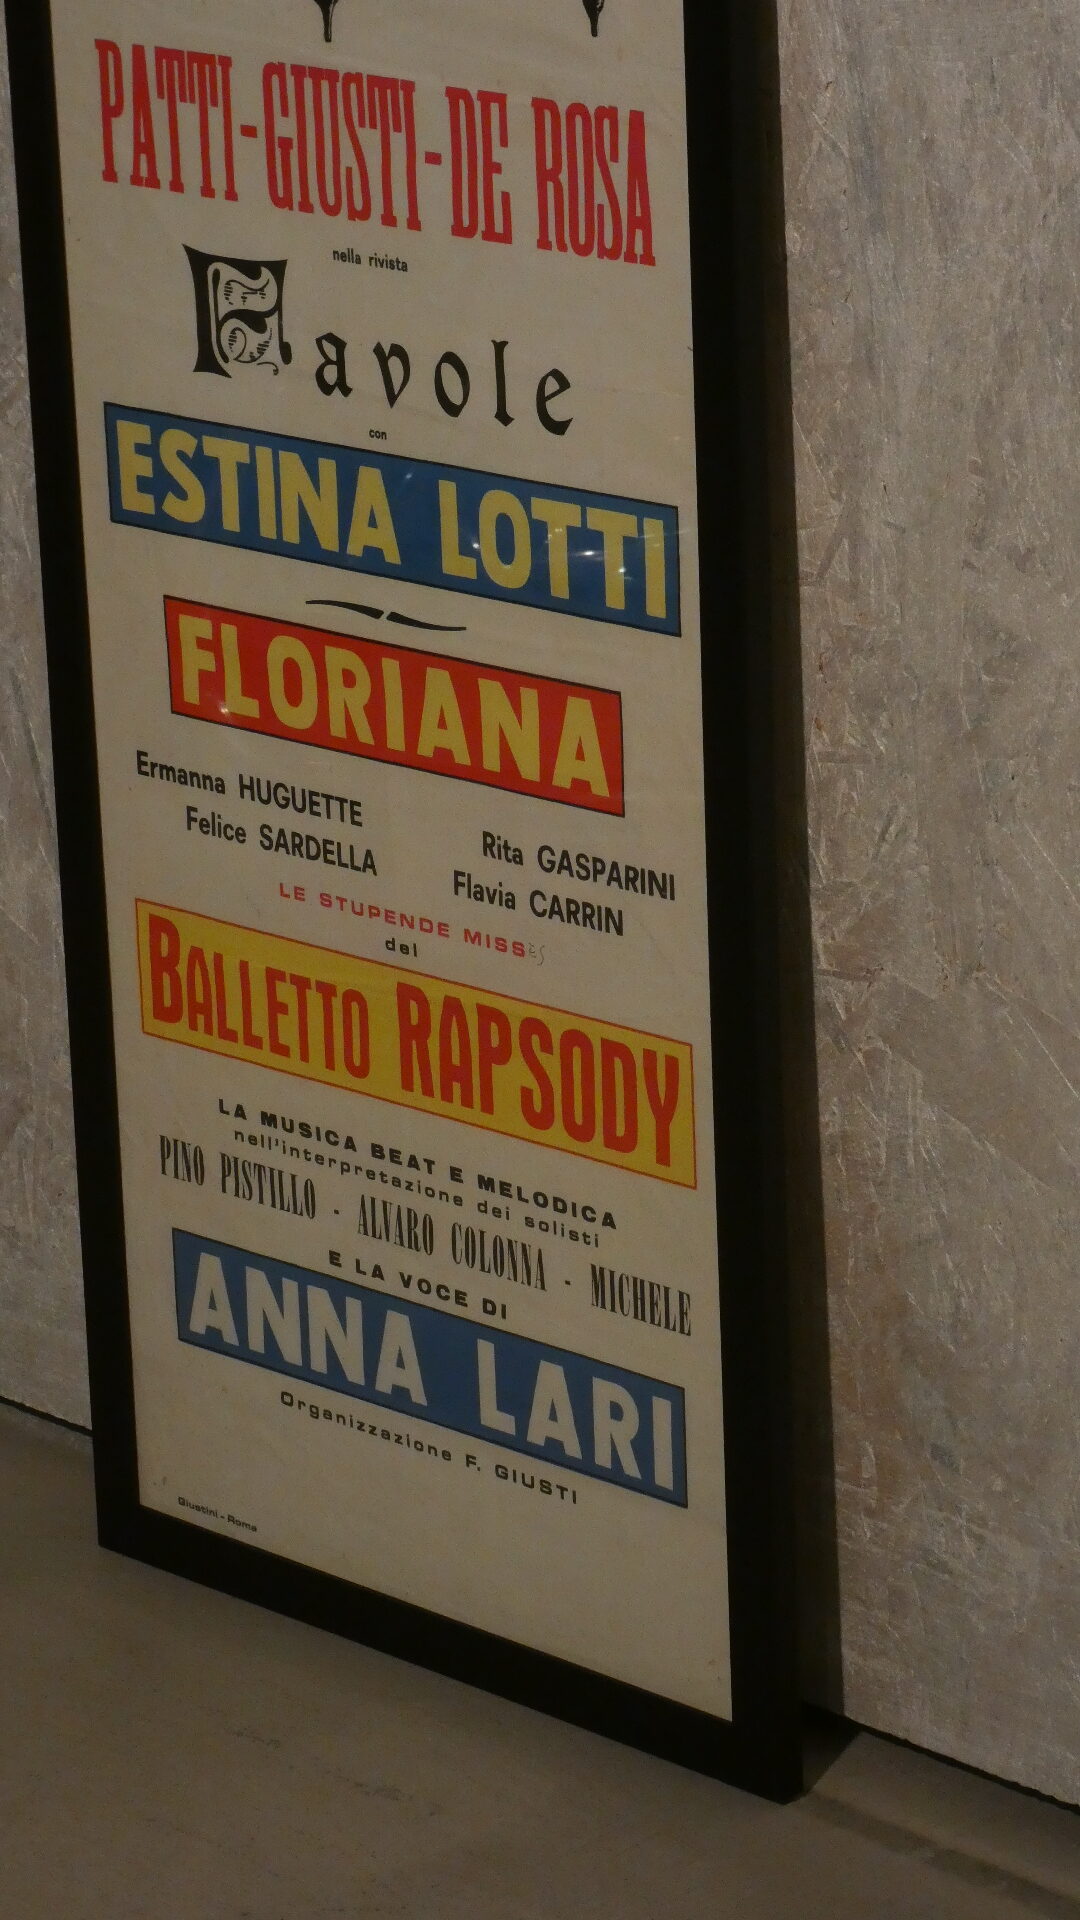 PATTI-GIUSTI-DE ROSA
nella rivista
Favole
con
ESTINA LOTTI
FLORIANA
Ermanna HUGUETTE
Felice SARDELLA
Rita GASPARINI
Flavia CARRIN
LE STUPENDE MISSES
del
BALLETTO RAPSODY
LA MUSICA BEAT E MELODICA
nell'interpretazione dei solisti
PINO PISTILLO - ALVARO COLONNA - MICHELE
E LA VOCE DI
ANNA LARI
Organizzazione F. GIUSTI
Giustini - Roma